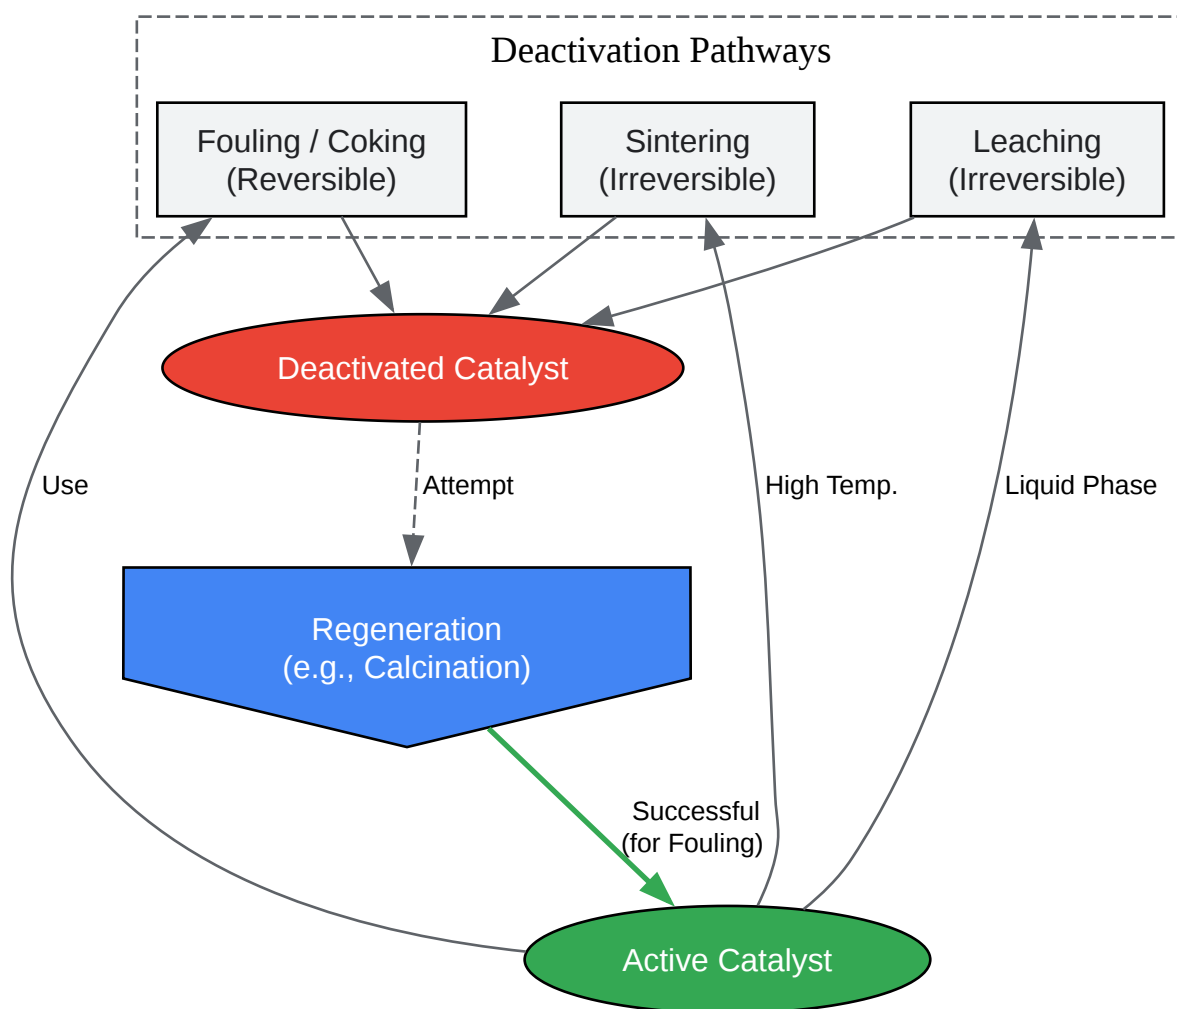 Deactivation Pathways
Fouling / Coking
(Reversible)
Sintering
(Irreversible)
Leaching
(Irreversible)
Deactivated Catalyst
Use
Attempt
High Temp.
Liquid Phase
Regeneration
(e.g., Calcination)
Successful
(for Fouling)
Active Catalyst